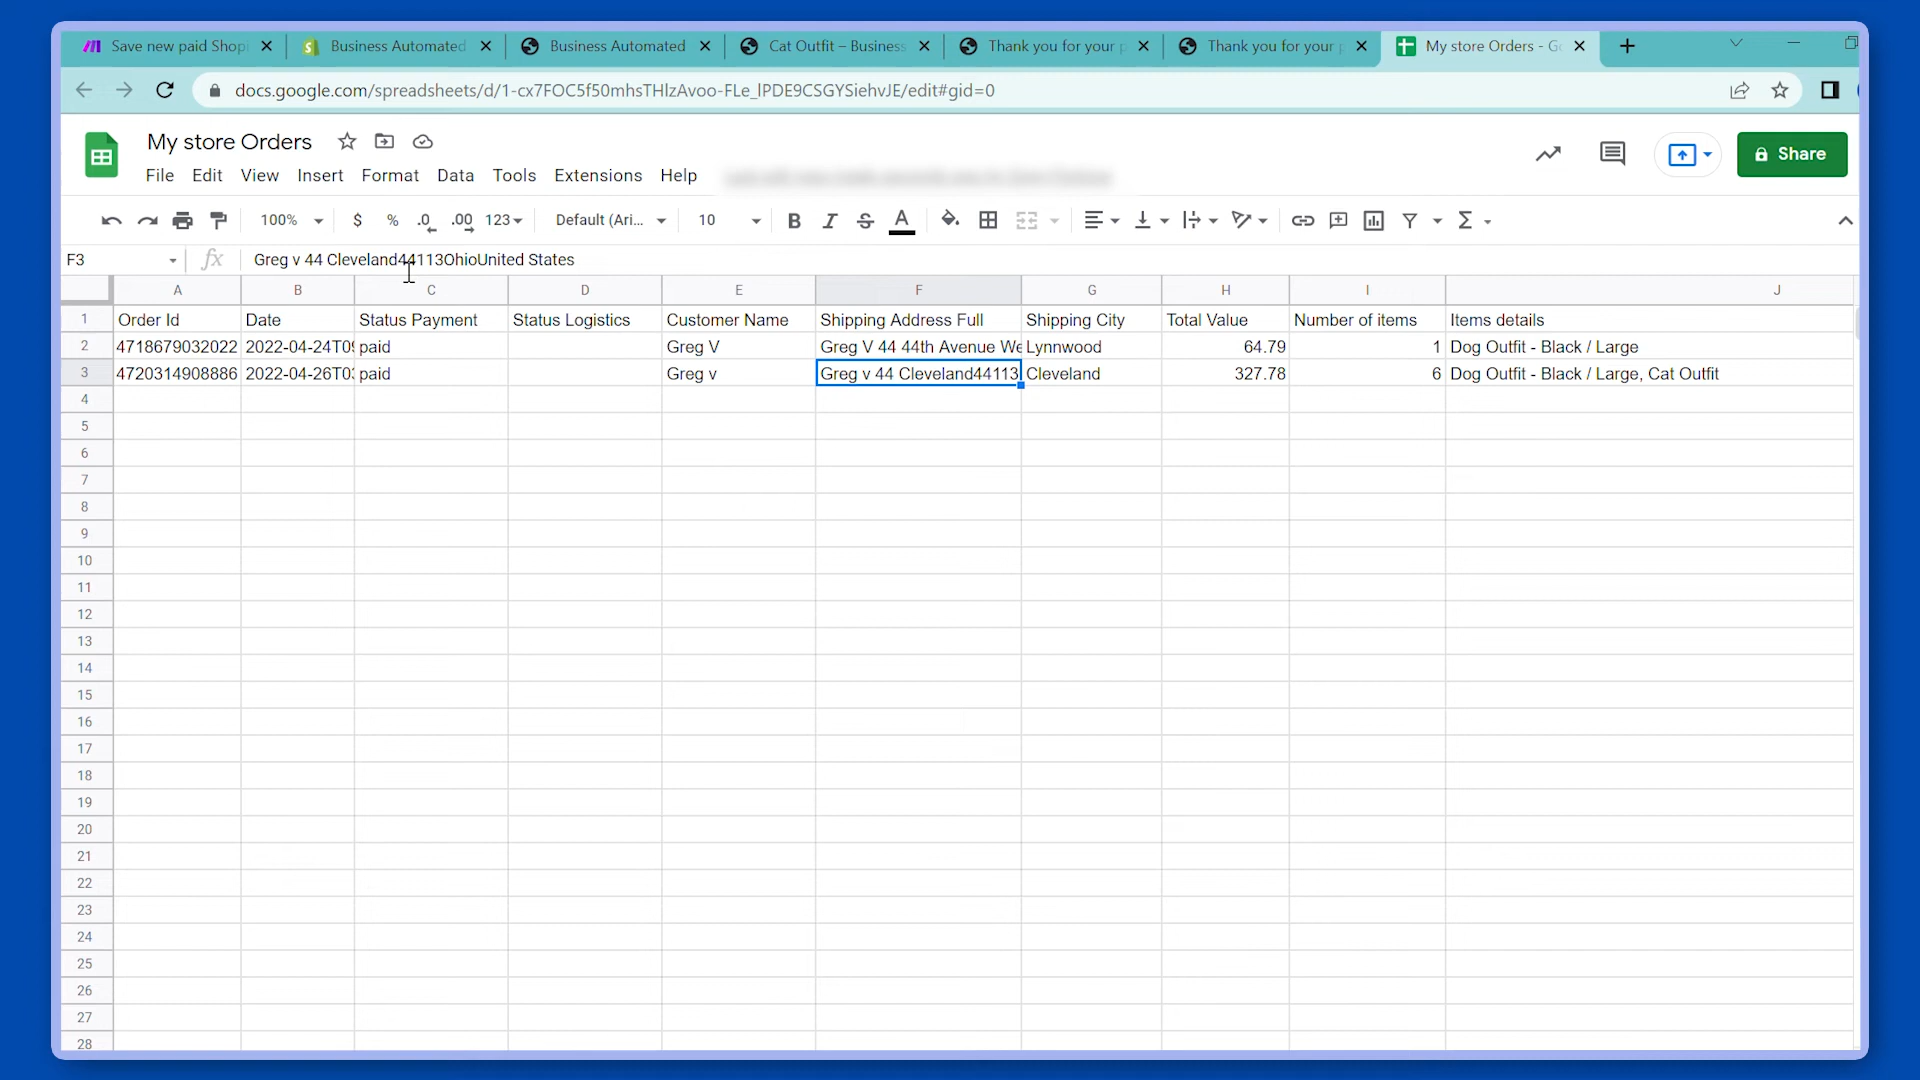 Save new paid Shopi
Business Automated
Business Automated
Cat Outfit – Business
Thank you for your p
Thank you for your p
My store Orders - Go
docs.google.com/spreadsheets/d/1-cx7FOC5f50mhsTHlzAvoo-FLe_lPDE9CSGYSiehvJE/edit#gid=0
My store Orders
Share
File Edit View Insert Format Data Tools Extensions Help
100% $ % .0 .00 123 Default (Ari... 10 B I S A Σ
F3 fx Greg v 44 Cleveland44113OhioUnited States
A B C D E F G H I J
1 Order Id Date Status Payment Status Logistics Customer Name Shipping Address Full Shipping City Total Value Number of items Items details
2 4718679032022 2022-04-24T09 paid Greg V Greg V 44 44th Avenue We Lynnwood 64.79 1 Dog Outfit - Black / Large
3 4720314908886 2022-04-26T03 paid Greg v Greg v 44 Cleveland44113 Cleveland 327.78 6 Dog Outfit - Black / Large, Cat Outfit
4
5
6
7
8
9
10
11
12
13
14
15
16
17
18
19
20
21
22
23
24
25
26
27
28